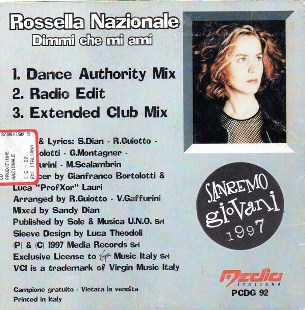 Rossella Nazionale
Dimmi che mi ami
1. Dance Authority Mix
2. Radio Edit
3. Extended Club Mix
& Lyrics: S.Dian - R.Guiotto -
G.Montagner -
M.Scalambrin
by Gianfranco Bortolotti &
Luca "ProfXor" Lauri
Arranged by R.Guiotto - V.Gaffurini
Mixed by Sandy Dian
Published by Sole & Musica U.N.O. Srl
Sleeve Design by Luca Theodoli
(P) & (C) 1997 Media Records Srl
Exclusive License to Virgin Music Italy Srl
VCI is a trademark of Virgin Music Italy
Campione gratuito - Vietata la vendita
Printed in Italy
SANREMO
giovani
1997
Media
ITALIANA
PCDG 92